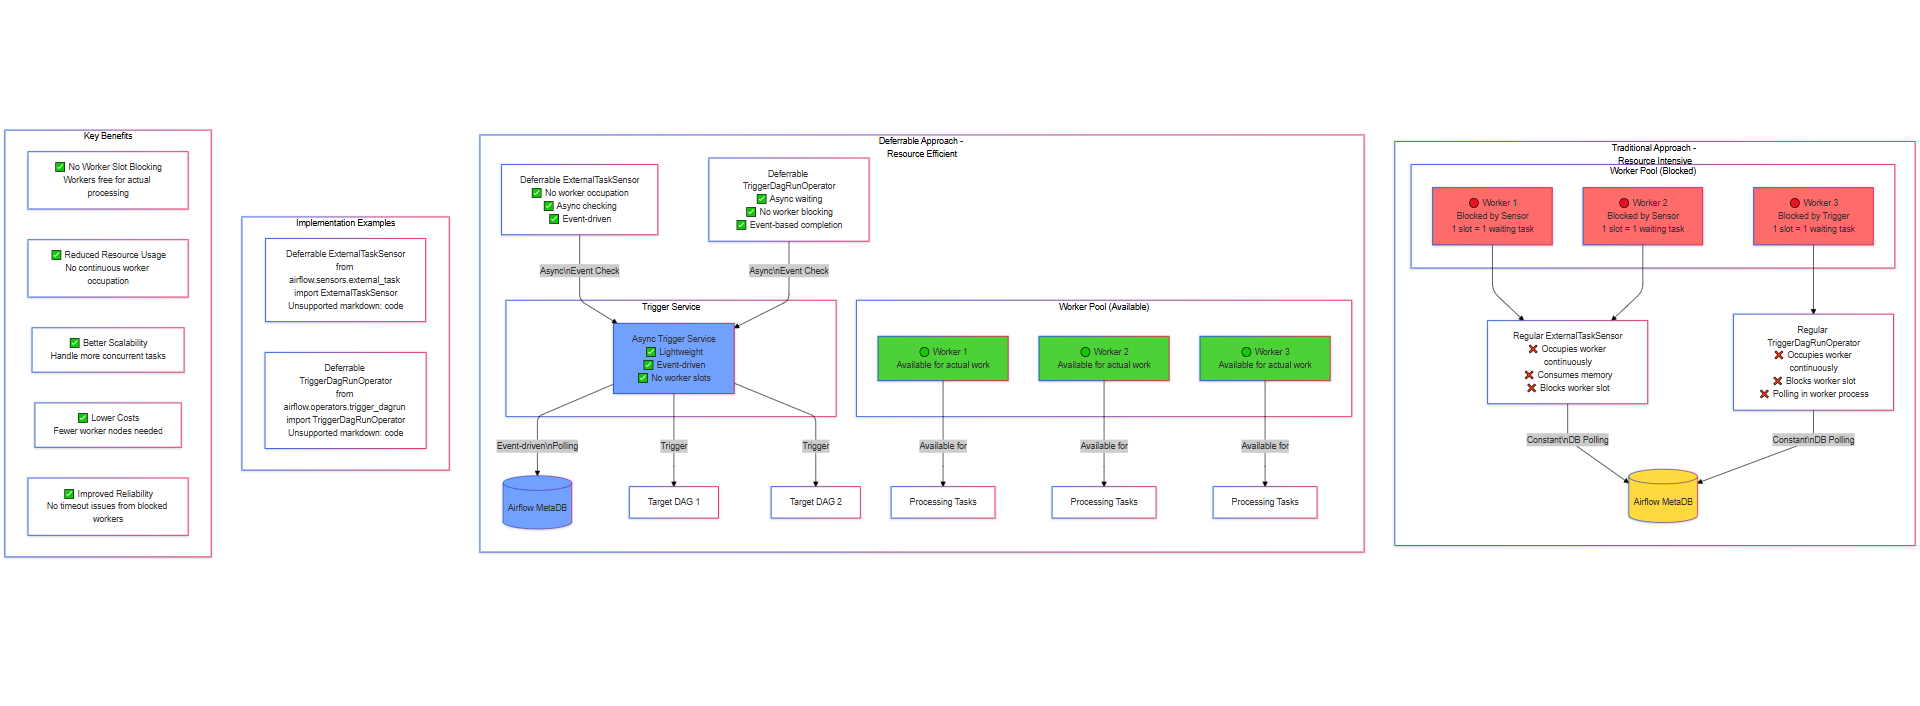 Key Benefits
✅ No Worker Slot Blocking
Workers free for actual
processing
✅ Reduced Resource Usage
No continuous worker
occupation
✅ Better Scalability
Handle more concurrent tasks
✅ Lower Costs
Fewer worker nodes needed
✅ Improved Reliability
No timeout issues from blocked
workers
Implementation Examples
Deferrable ExternalTaskSensor
from
airflow.sensors.external_task
import ExternalTaskSensor
Unsupported markdown: code
Deferrable
TriggerDagRunOperator
from
airflow.operators.trigger_dagrun
import TriggerDagRunOperator
Unsupported markdown: code
Deferrable Approach -
Resource Efficient
Deferrable ExternalTaskSensor
✅ No worker occupation
✅ Async checking
✅ Event-driven
Deferrable
TriggerDagRunOperator
✅ Async waiting
✅ No worker blocking
✅ Event-based completion
Async\nEvent Check
Async\nEvent Check
Trigger Service
Async Trigger Service
✅ Lightweight
✅ Event-driven
✅ No worker slots
Worker Pool (Available)
🟢 Worker 1
Available for actual work
🟢 Worker 2
Available for actual work
🟢 Worker 3
Available for actual work
Event-driven\nPolling
Trigger
Trigger
Available for
Available for
Available for
Airflow MetaDB
Target DAG 1
Target DAG 2
Processing Tasks
Processing Tasks
Processing Tasks
Traditional Approach -
Resource Intensive
Worker Pool (Blocked)
🔴 Worker 1
Blocked by Sensor
1 slot = 1 waiting task
🔴 Worker 2
Blocked by Sensor
1 slot = 1 waiting task
🔴 Worker 3
Blocked by Trigger
1 slot = 1 waiting task
Regular ExternalTaskSensor
❌ Occupies worker
continuously
❌ Consumes memory
❌ Blocks worker slot
Regular
TriggerDagRunOperator
❌ Occupies worker
continuously
❌ Blocks worker slot
❌ Polling in worker process
Constant\nDB Polling
Constant\nDB Polling
Airflow MetaDB